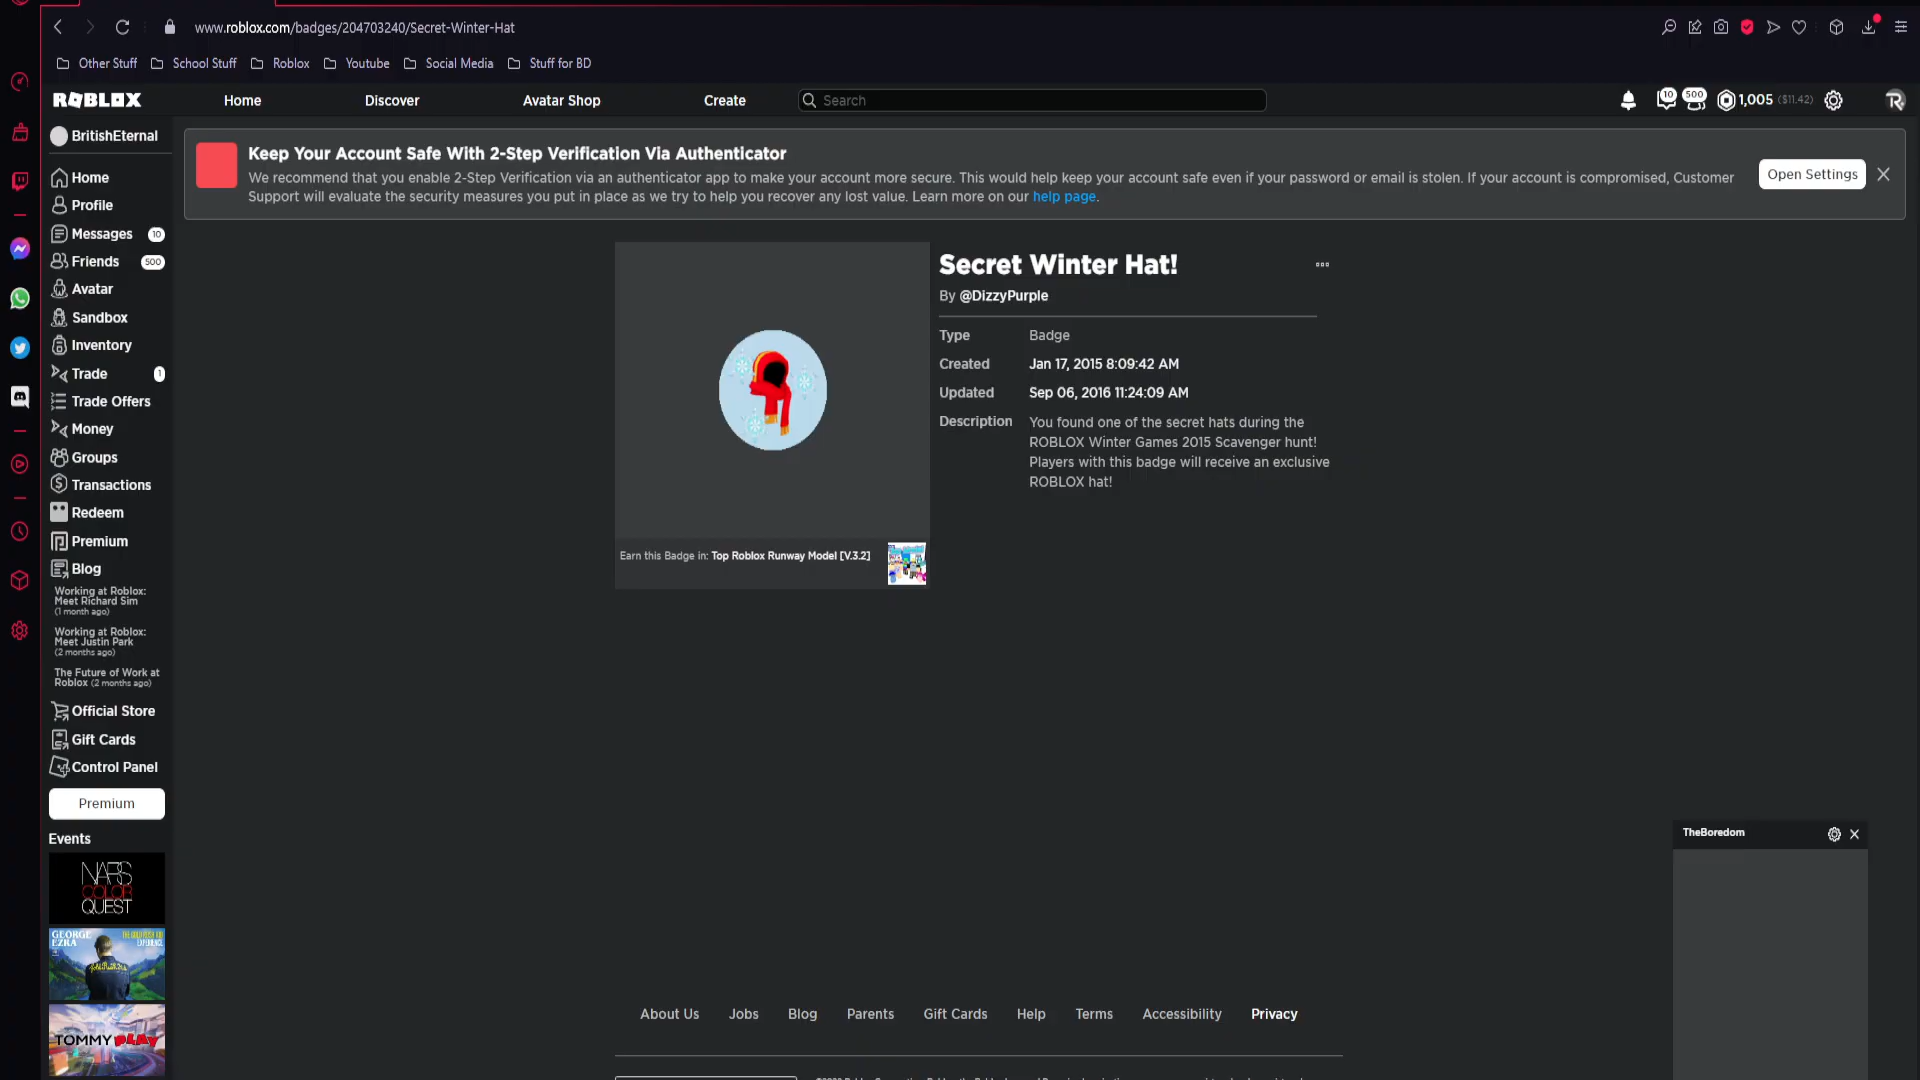 www.roblox.com/badges/204703240/Secret-Winter-Hat
Other Stuff
School Stuff
Roblox
Youtube
Social Media
Stuff for BD
ROBLOX
Home
Discover
Avatar Shop
Create
Search
10
500
1,005 ($11.42)
BritishEternal
Home
Profile
Messages 10
Friends 500
Avatar
Sandbox
Inventory
Trade 1
Trade Offers
Money
Groups
Transactions
Redeem
Premium
Blog
Working at Roblox:
Meet Richard Sim
(1 month ago)
Working at Roblox:
Meet Justin Park
(2 months ago)
The Future of Work at
Roblox (2 months ago)
Official Store
Gift Cards
Control Panel
Premium
Events
NARS
COLOR
QUEST
GEORGE
EZRA
EXPERIENCE
TOMMY PLAY
Keep Your Account Safe With 2-Step Verification Via Authenticator
We recommend that you enable 2-Step Verification via an authenticator app to make your account more secure. This would help keep your account safe even if your password or email is stolen. If your account is compromised, Customer
Support will evaluate the security measures you put in place as we try to help you recover any lost value. Learn more on our help page.
Open Settings
Secret Winter Hat!
By @DizzyPurple
Type Badge
Created Jan 17, 2015 8:09:42 AM
Updated Sep 06, 2016 11:24:09 AM
Description You found one of the secret hats during the
ROBLOX Winter Games 2015 Scavenger hunt!
Players with this badge will receive an exclusive
ROBLOX hat!
Earn this Badge in: Top Roblox Runway Model [V.3.2]
TheBoredom
About Us
Jobs
Blog
Parents
Gift Cards
Help
Terms
Accessibility
Privacy